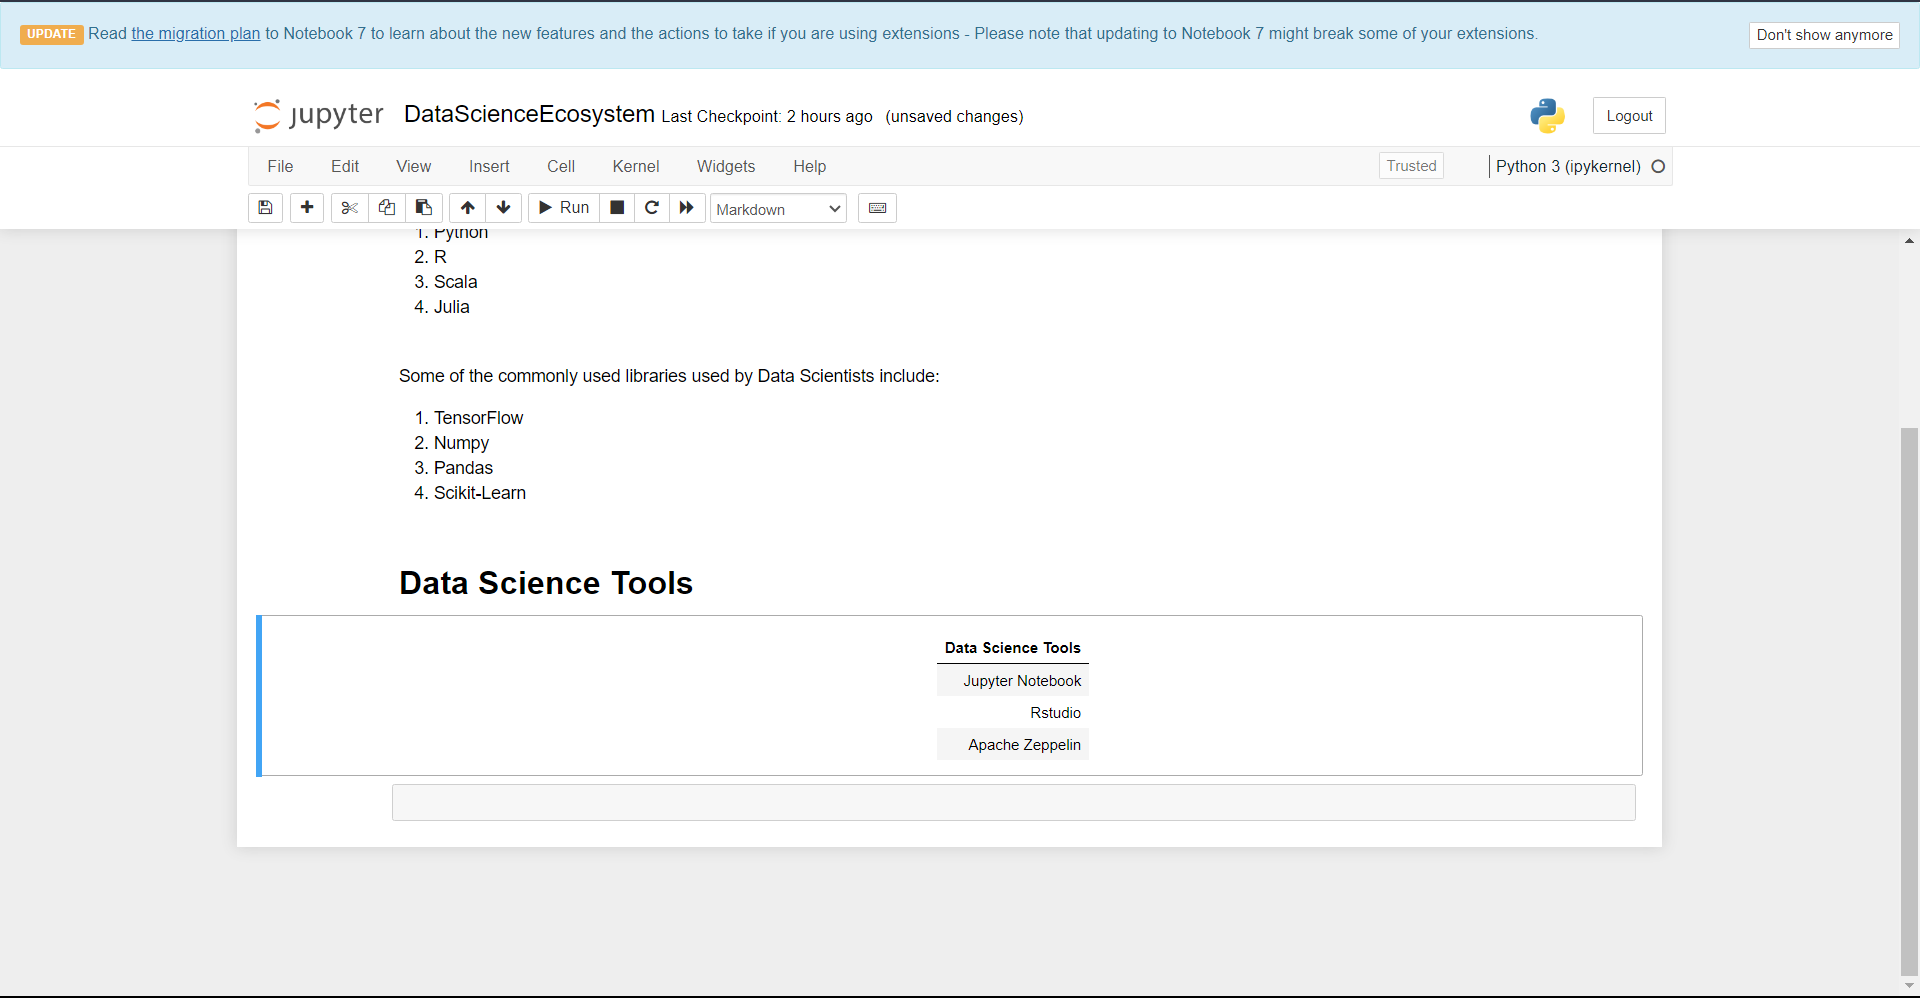 UPDATE Read the migration plan to Notebook 7 to learn about the new features and the actions to take if you are using extensions - Please note that updating to Notebook 7 might break some of your extensions.
Don't show anymore
jupyter DataScienceEcosystem Last Checkpoint: 2 hours ago (unsaved changes)
Logout
File Edit View Insert Cell Kernel Widgets Help
Trusted
Python 3 (ipykernel)
Run
Markdown
1. Python
2. R
3. Scala
4. Julia
Some of the commonly used libraries used by Data Scientists include:
1. TensorFlow
2. Numpy
3. Pandas
4. Scikit-Learn
Data Science Tools
Data Science Tools
Jupyter Notebook
Rstudio
Apache Zeppelin